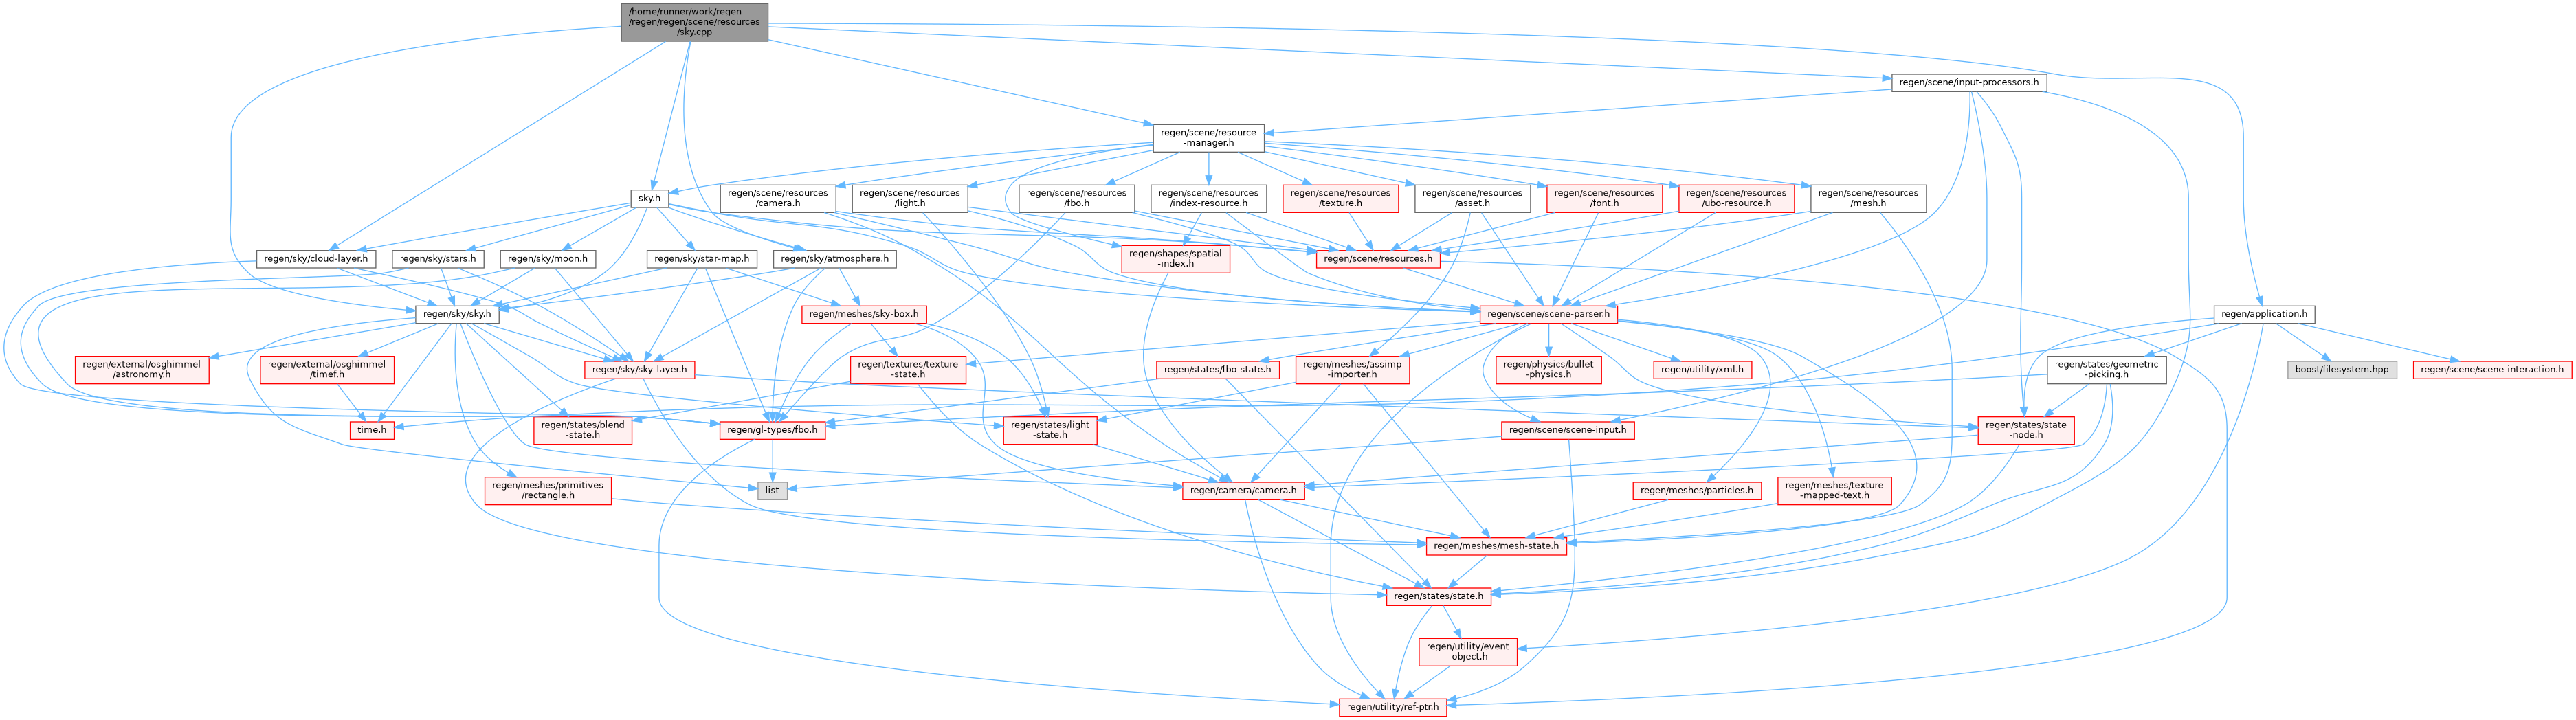 /home/runner/work/regen
/regen/regen/scene/resources
/sky.cpp
regen/scene/input-processors.h
regen/scene/resource
-manager.h
sky.h
regen/scene/resources
/camera.h
regen/scene/resources
/light.h
regen/scene/resources
/fbo.h
regen/scene/resources
/index-resource.h
regen/scene/resources
/texture.h
regen/scene/resources
/asset.h
regen/scene/resources
/font.h
regen/scene/resources
/ubo-resource.h
regen/scene/resources
/mesh.h
regen/sky/cloud-layer.h
regen/sky/stars.h
regen/sky/moon.h
regen/sky/star-map.h
regen/sky/atmosphere.h
regen/shapes/spatial
-index.h
regen/scene/resources.h
regen/sky/sky.h
regen/meshes/sky-box.h
regen/scene/scene-parser.h
regen/application.h
regen/external/osghimmel
/astronomy.h
regen/external/osghimmel
/timef.h
regen/sky/sky-layer.h
regen/textures/texture
-state.h
regen/states/fbo-state.h
regen/meshes/assimp
-importer.h
regen/physics/bullet
-physics.h
regen/utility/xml.h
regen/states/geometric
-picking.h
boost/filesystem.hpp
regen/scene/scene-interaction.h
time.h
regen/states/blend
-state.h
regen/gl-types/fbo.h
regen/states/light
-state.h
regen/scene/scene-input.h
regen/states/state
-node.h
regen/meshes/primitives
/rectangle.h
list
regen/camera/camera.h
regen/meshes/particles.h
regen/meshes/texture
-mapped-text.h
regen/meshes/mesh-state.h
regen/states/state.h
regen/utility/event
-object.h
regen/utility/ref-ptr.h